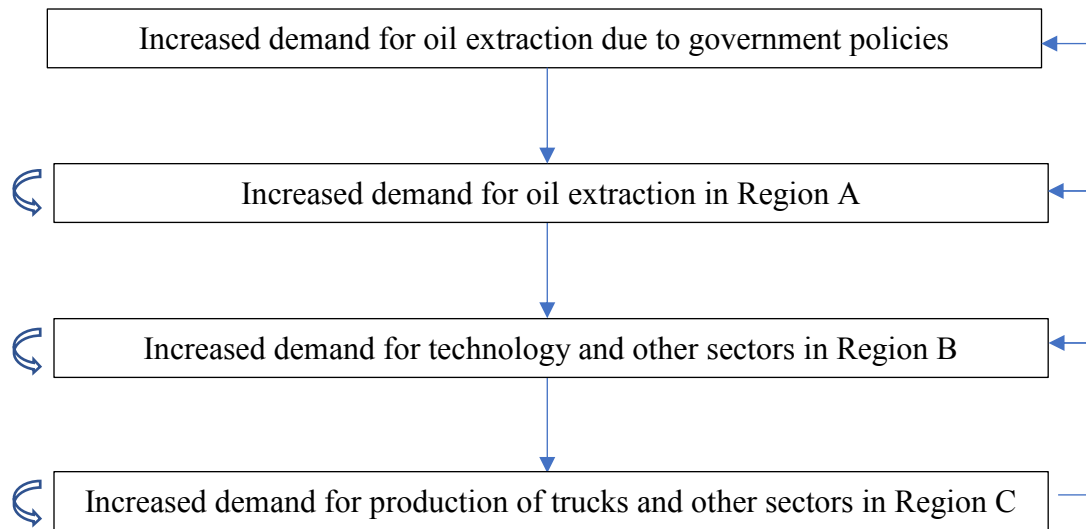 Increased demand for oil extraction due to government policies
Increased demand for oil extraction in Region A
Increased demand for technology and other sectors in Region B
Increased demand for production of trucks and other sectors in Region C